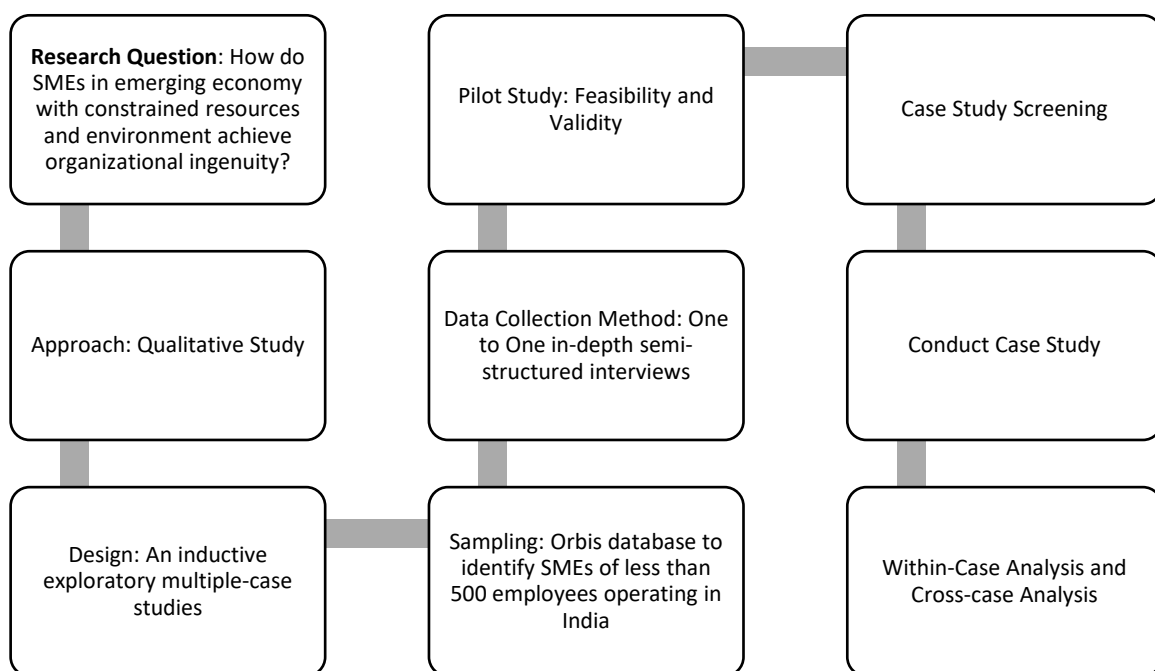 Research Question: How do
SMEs in emerging economy
with constrained resources
and environment achieve
organizational ingenuity?
Approach: Qualitative Study
Design: An inductive
exploratory multiple-case
studies
Sampling: Orbis database to
identify SMEs of less than
500 employees operating in
India
Data Collection Method: One
to One in-depth semi-
structured interviews
Pilot Study: Feasibility and
Validity
Case Study Screening
Conduct Case Study
Within-Case Analysis and
Cross-case Analysis